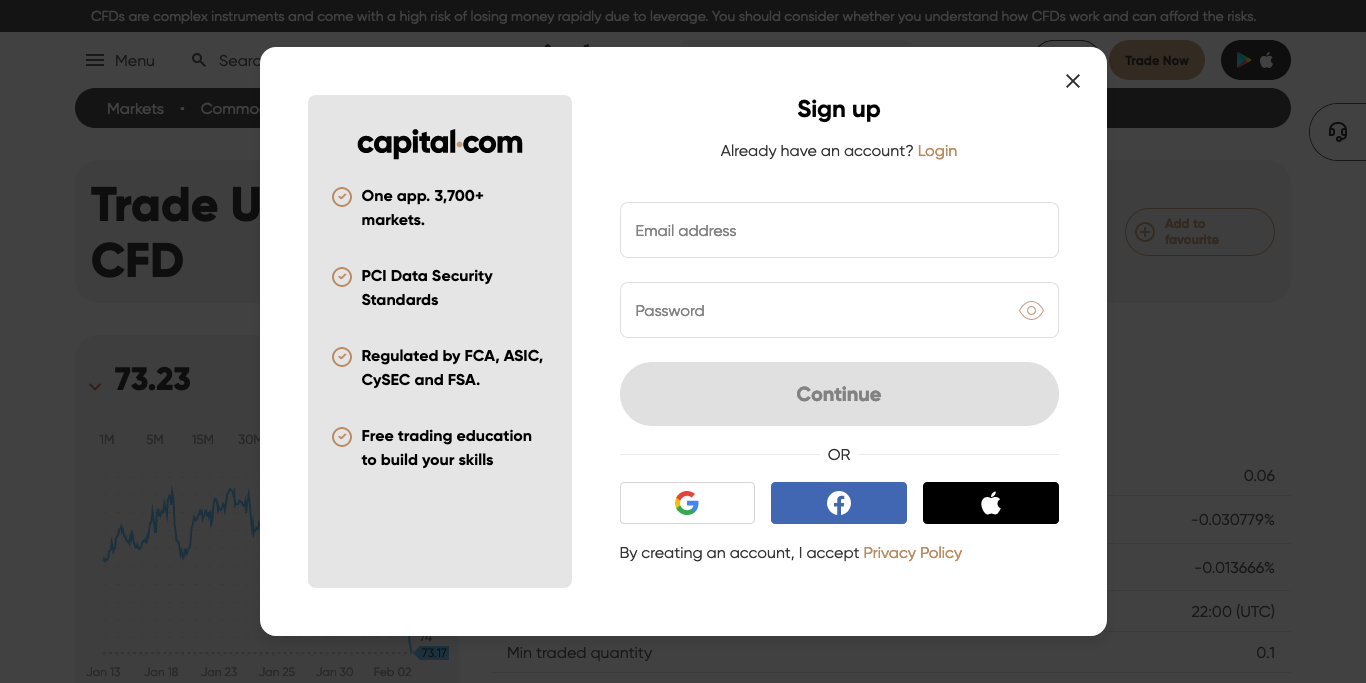 CFDs are complex instruments and come with a high risk of losing money rapidly due to leverage. You should consider whether you understand how CFDs work and can afford the risks.
Menu
Trade Now
Markets
Trade
CFD
Add to
favourite
73.23
1M 5M 15M
0.06
-0.030779%
-0.013666%
22:00 (UTC)
Min traded quantity 0.1
74
73.17
Jan 13 Jan 18 Jan 23 Jan 25 Jan 30 Feb 02
capital.com
One app. 3,700+
markets.
PCI Data Security
Standards
Regulated by FCA, ASIC,
CySEC and FSA.
Free trading education
to build your skills
Sign up
Already have an account? Login
Email address
Password
Continue
OR
By creating an account, I accept Privacy Policy